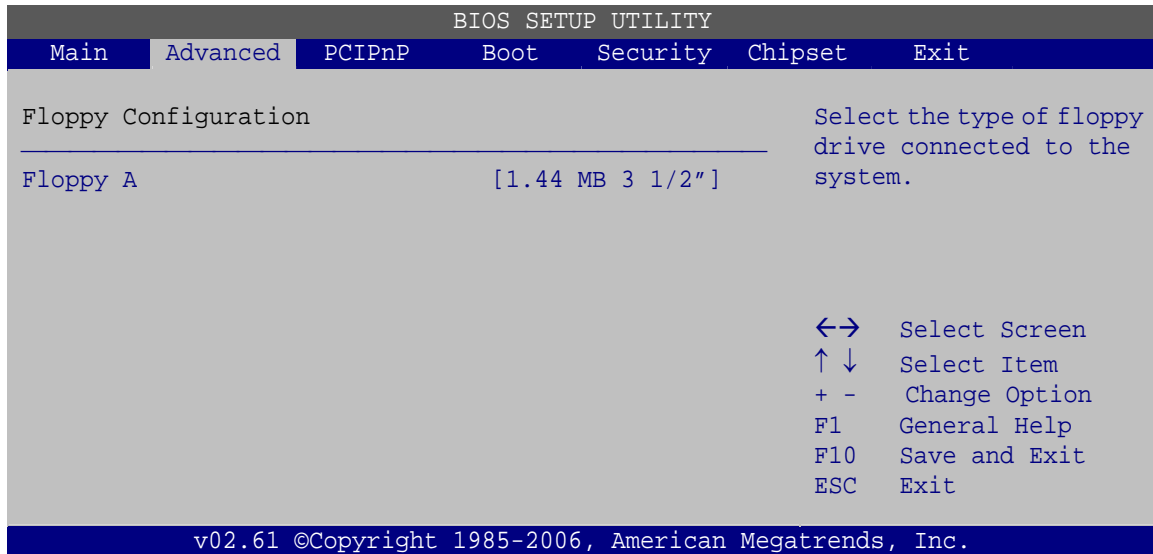 BIOS SETUP UTILITY
Main Advanced PCIPnP Boot Security Chipset Exit
Floppy Configuration
Floppy A [1.44 MB 3 1/2″]
Select the type of floppy
drive connected to the
system.
←→ Select Screen
↑ ↓ Select Item
+ - Change Option
F1 General Help
F10 Save and Exit
ESC Exit
v02.61 ©Copyright 1985-2006, American Megatrends, Inc.